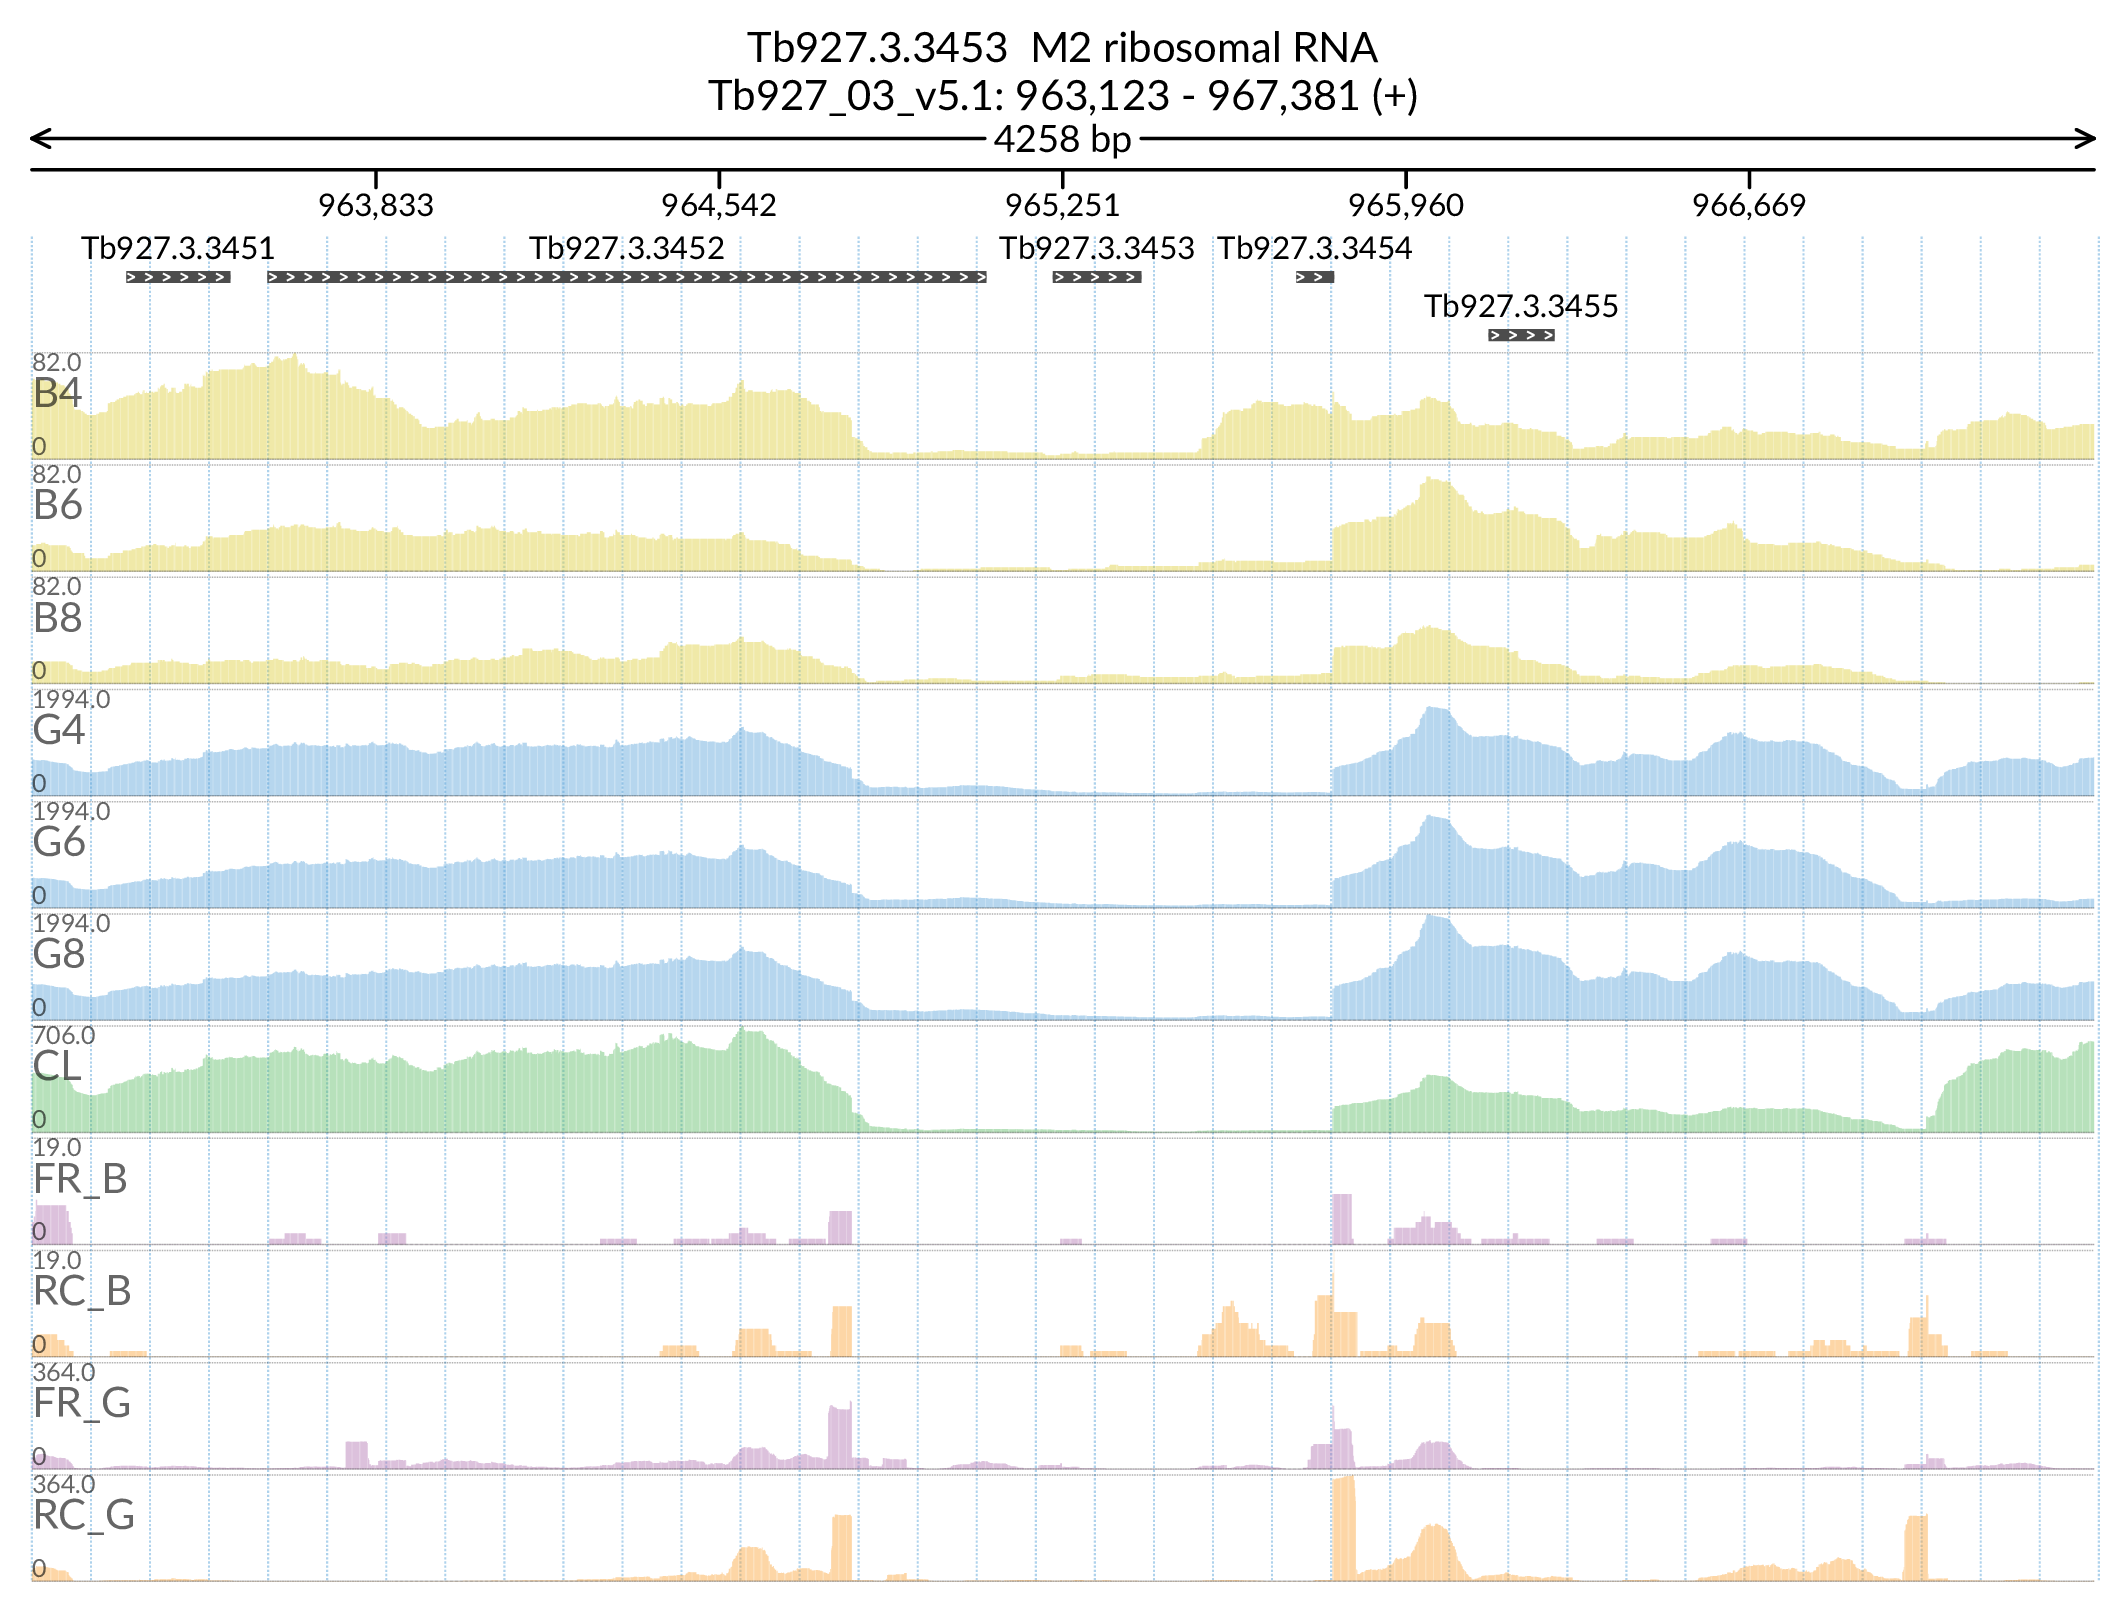 Tb927.3.3453  M2 ribosomal RNA
Tb927_03_v5.1: 963,123 - 967,381 (+)
4258 bp
963,833 964,542 965,251 965,960 966,669
Tb927.3.3451 Tb927.3.3452 Tb927.3.3453 Tb927.3.3454
Tb927.3.3455
82.0
B4
0
82.0
B6
0
82.0
B8
0
1994.0
G4
0
1994.0
G6
0
1994.0
G8
0
706.0
CL
0
19.0
FR_B
0
19.0
RC_B
0
364.0
FR_G
0
364.0
RC_G
0